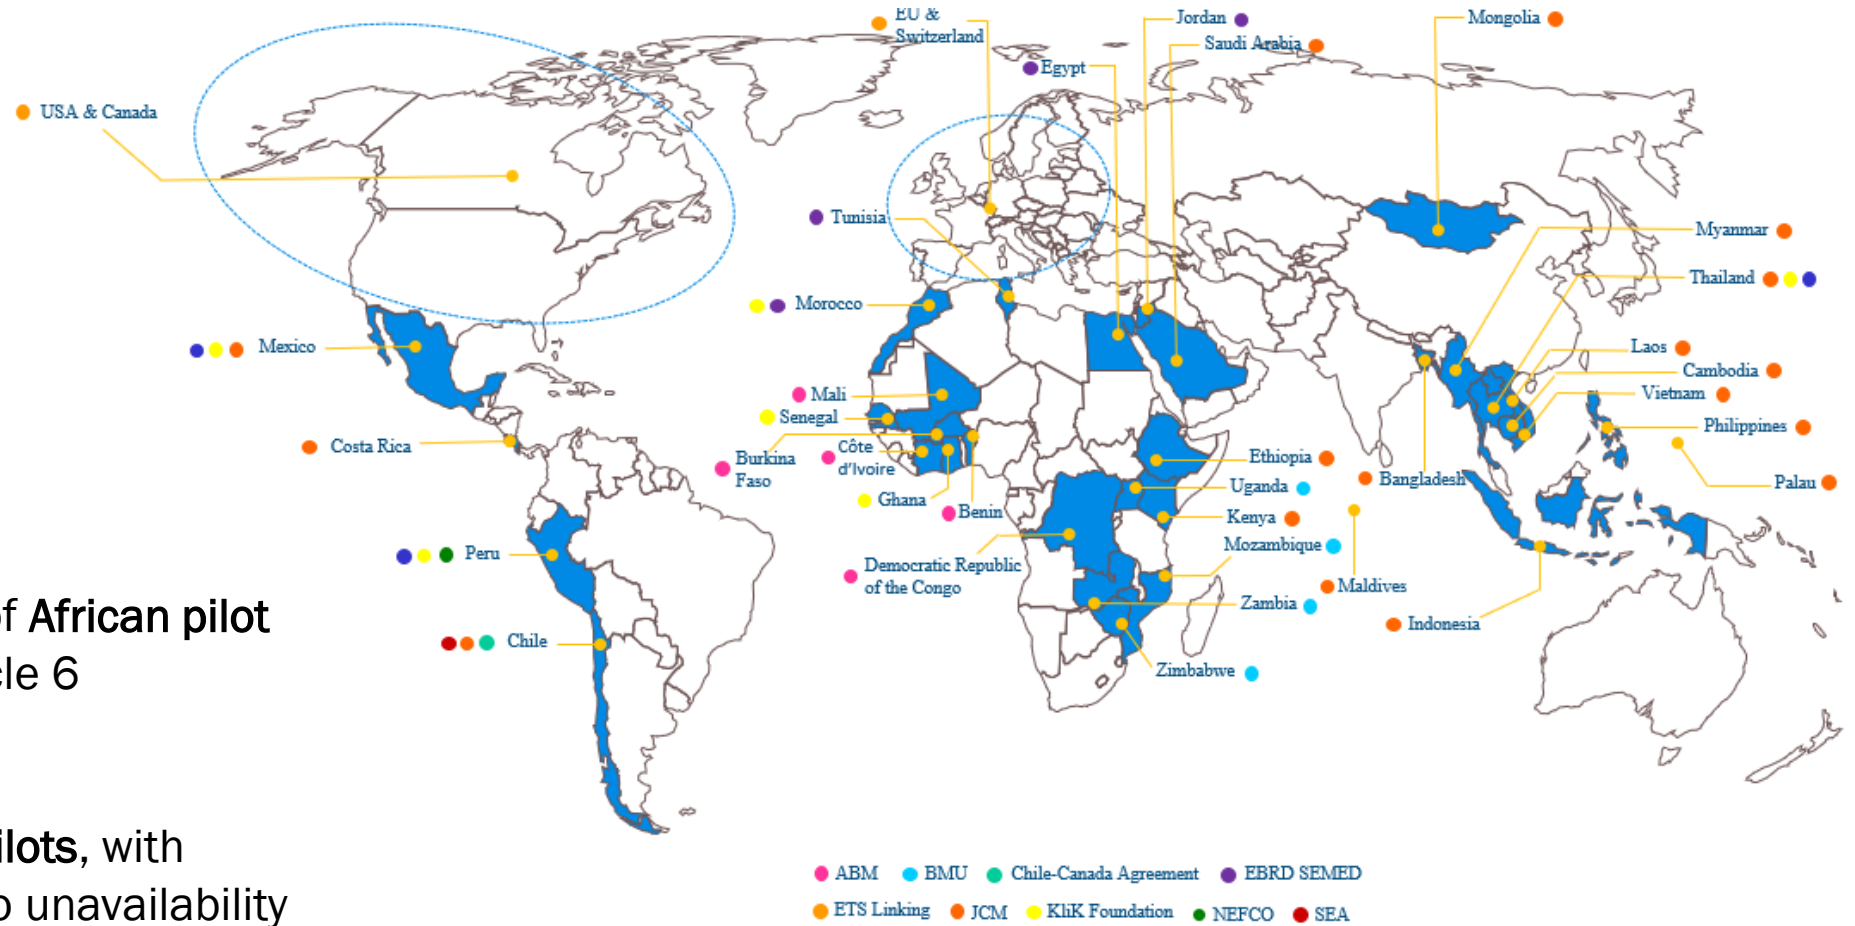 EU &
Switzerland
Jordan
Mongolia
Saudi Arabia
Egypt
USA & Canada
Tunisia
Myanmar
Thailand
Morocco
Mexico
Laos
Cambodia
Mali
Vietnam
Senegal
Philippines
Costa Rica
Côte
d'Ivoire
Burkina
Faso
Ethiopia
Bangladesh
Palau
Uganda
Ghana
Benin
Kenya
Mozambique
Peru
Democratic Republic
of the Congo
Maldives
Zambia
Indonesia
of African pilot
Chile
cle 6
Zimbabwe
ilots, with
o unavailability
ABM
BMU
Chile-Canada Agreement
EBRD SEMED
ETS Linking
JCM
KliK Foundation
NEFCO
SEA